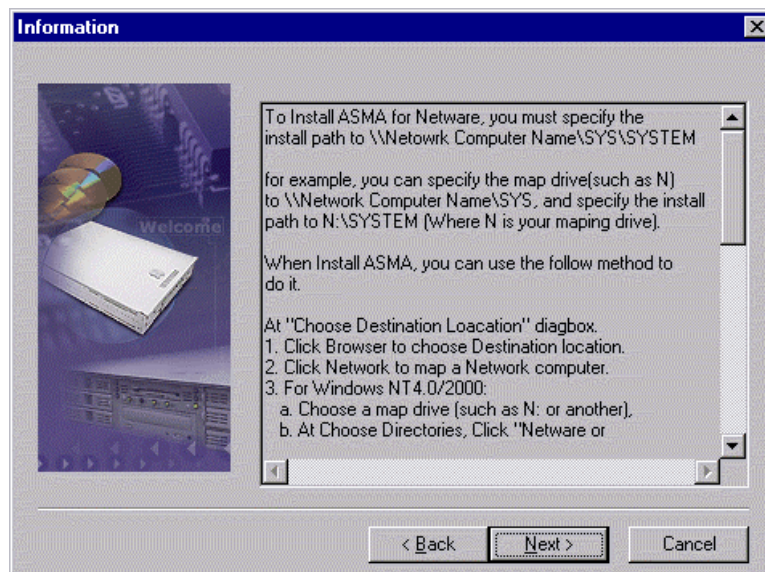 Information
Welcome
To Install ASMA for Netware, you must specify the
install path to \\Netowrk Computer Name\SYS\SYSTEM
for example, you can specify the map drive(such as N)
to \\Network Computer Name\SYS, and specify the install
path to N:\SYSTEM (Where N is your maping drive).
When Install ASMA, you can use the follow method to
do it.
At "Choose Destination Loacation" diagbox.
1. Click Browser to choose Destination location.
2. Click Network to map a Network computer.
3. For Windows NT4.0/2000:
a. Choose a map drive (such as N: or another),
b. At Choose Directories, Click "Netware or
< Back
Next >
Cancel